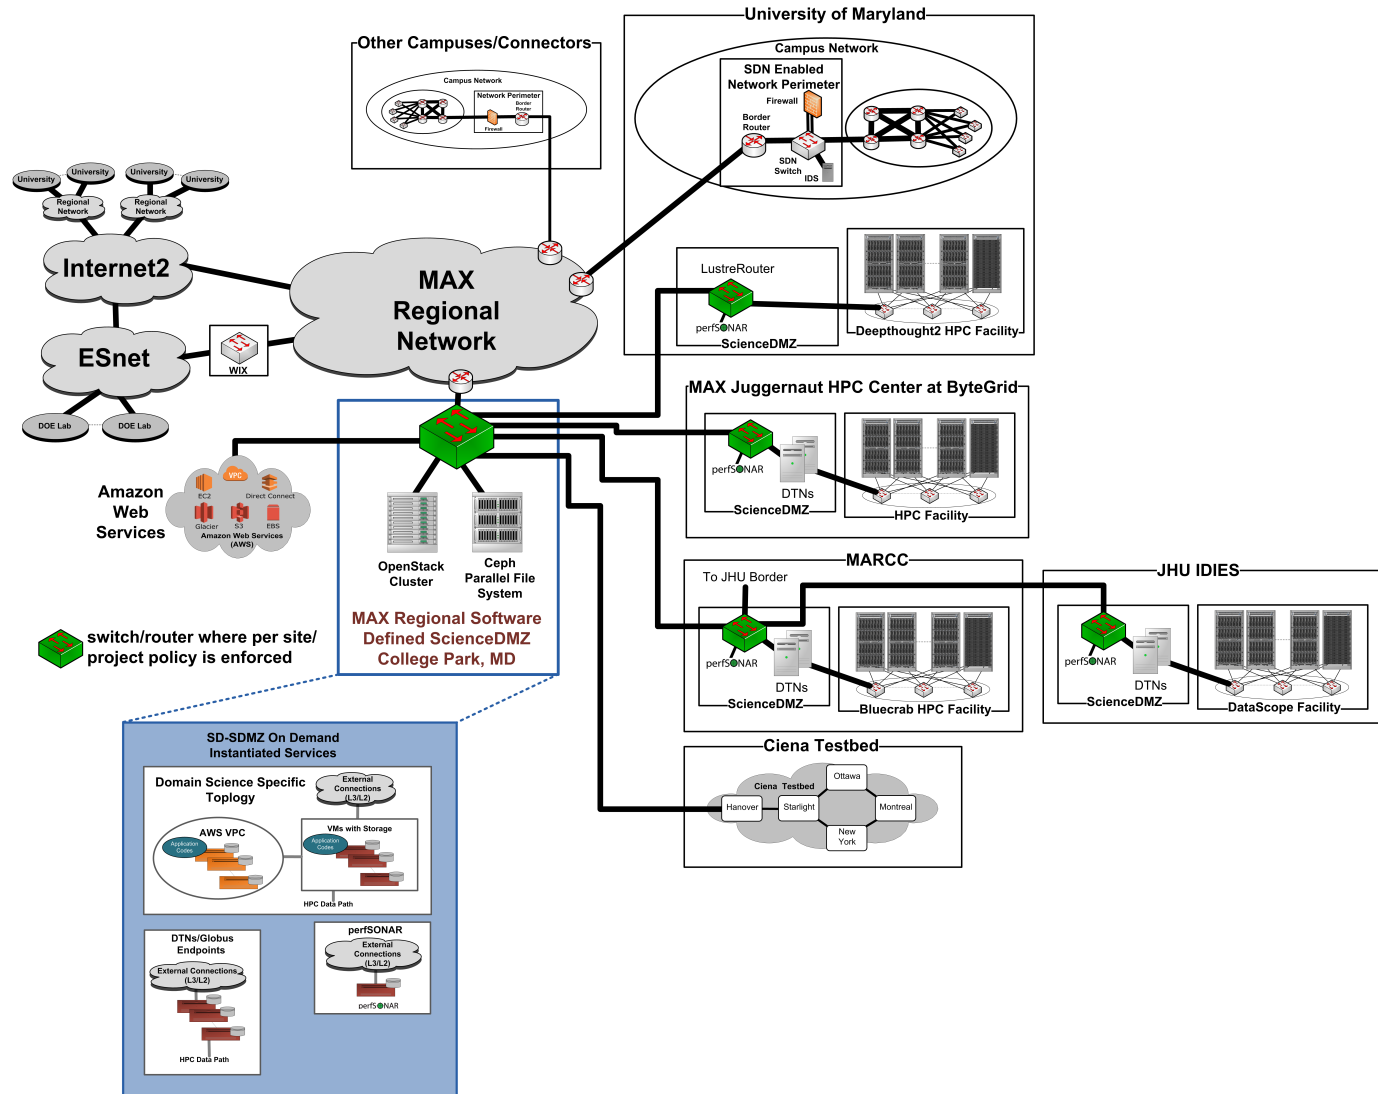 University of Maryland
Campus Network
SDN Enabled
Network Perimeter
Firewall
Border
Router
SDN
Switch
IDS
LustreRouter
perfSONAR
ScienceDMZ
Deepthought2 HPC Facility
Other Campuses/Connectors
Campus Network
Network Perimeter
Border
Router
Firewall
University
University
University
University
Regional
Network
Regional
Network
Internet2
ESnet
WIX
DOE Lab
DOE Lab
MAX
Regional
Network
MAX Juggernaut HPC Center at ByteGrid
perfSONAR
DTNs
ScienceDMZ
HPC Facility
Amazon
Web
Services
VPC
EC2
Direct Connect
Glacier
S3
EBS
Amazon Web Services
(AWS)
OpenStack
Cluster
Ceph
Parallel File
System
MAX Regional Software
Defined ScienceDMZ
College Park, MD
switch/router where per site/
project policy is enforced
MARCC
To JHU Border
perfSONAR
DTNs
ScienceDMZ
Bluecrab HPC Facility
JHU IDIES
perfSONAR
DTNs
ScienceDMZ
DataScope Facility
Ciena Testbed
Ciena Testbed
Ottawa
Hanover
Starlight
Montreal
New
York
SD-SDMZ On Demand
Instantiated Services
Domain Science Specific
Toplogy
External
Connections
(L3/L2)
AWS VPC
Application
Codes
VMs with Storage
Application
Codes
HPC Data Path
DTNs/Globus
Endpoints
External Connections
(L3/L2)
HPC Data Path
perfSONAR
External
Connections
(L3/L2)
perfSONAR